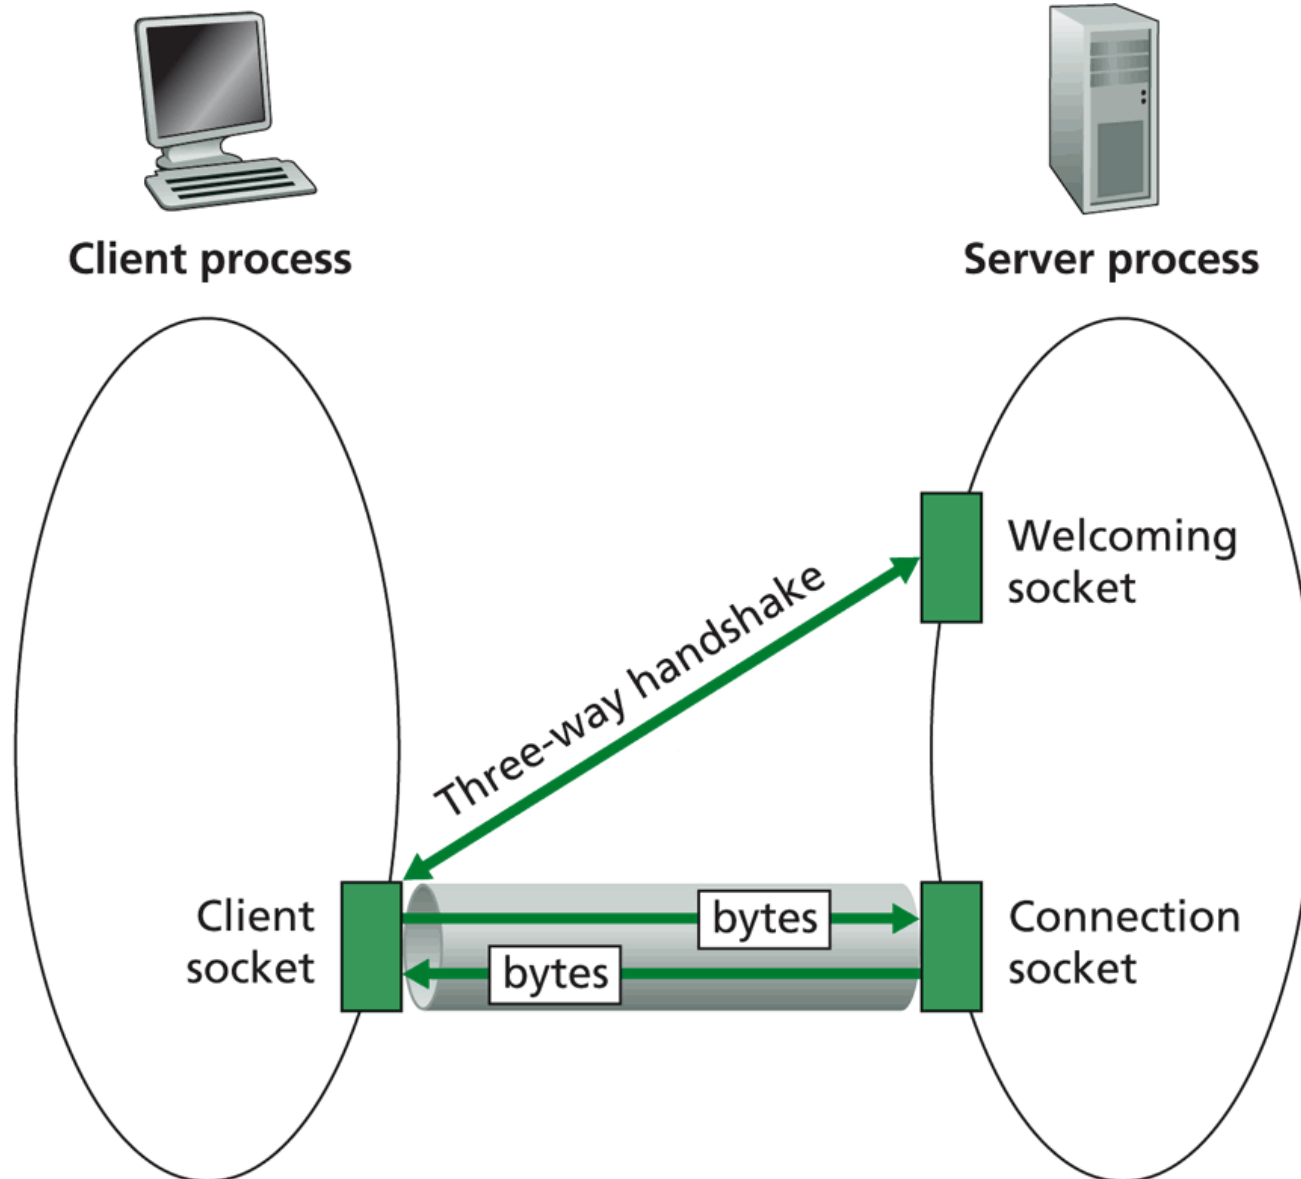 Client process
Server process
Welcoming
socket
Three-way handshake
Client
socket
bytes
bytes
Connection
socket